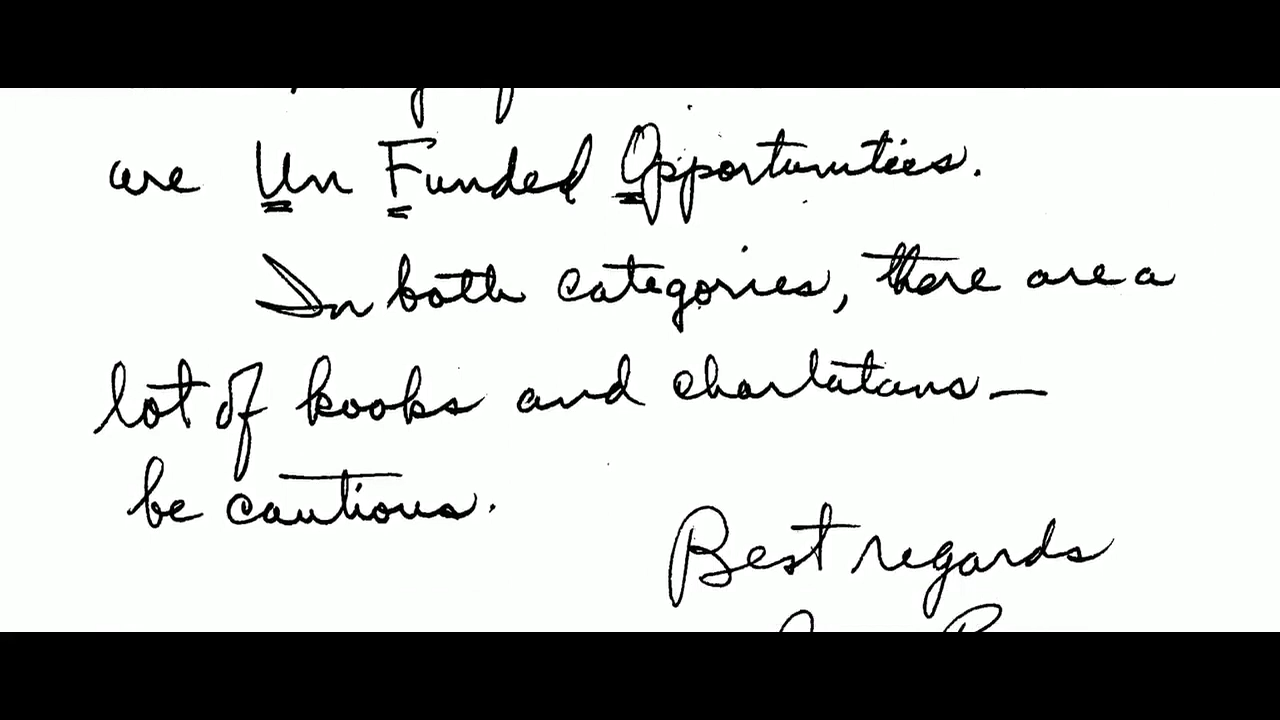 are Un Funded Opportunities.
In both categories, there are a
lot of kooks and charlatans —
be cautious.
Best regards